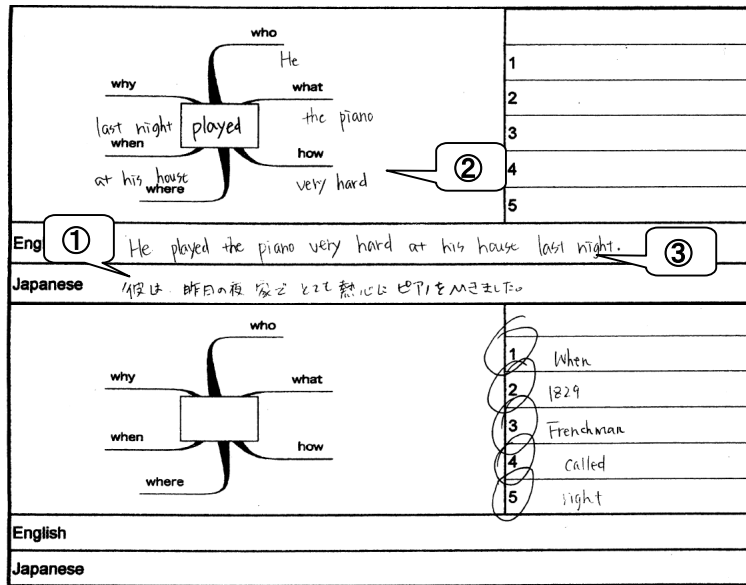 who
He
1
why
what
2
last night
played
the piano
3
when
how
②
4
at his house
very hard
where
5
①
English
He played the piano very hard at his house last night.
③
Japanese
彼は 昨日の夜 家で とても 熱心に ピアノを ひきました。
who
1 When
why
what
2 1829
3 Frenchman
when
how
4 called
where
5
English
Japanese